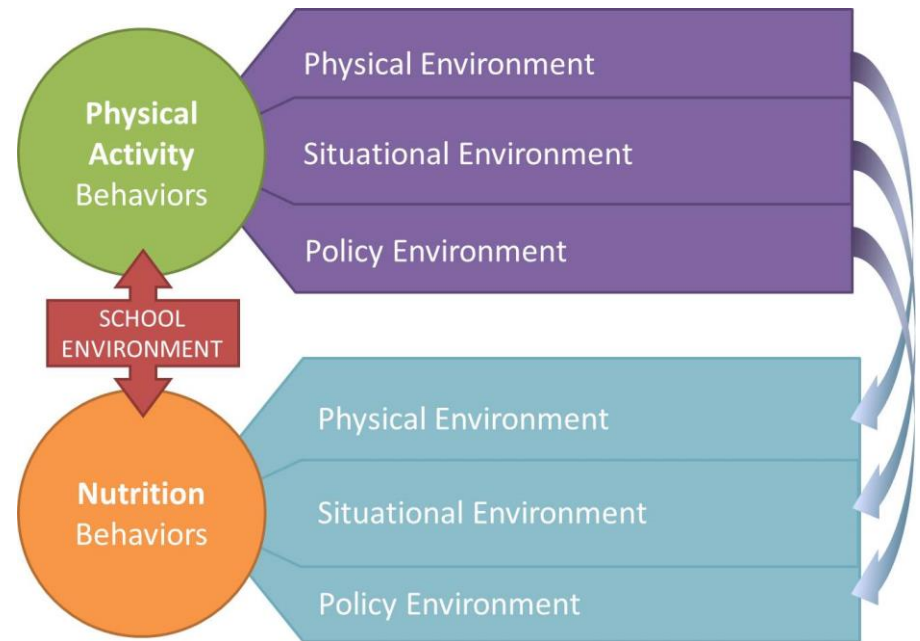 Physical
Activity
Behaviors
Physical Environment
Situational Environment
Policy Environment
SCHOOL
ENVIRONMENT
Nutrition
Behaviors
Physical Environment
Situational Environment
Policy Environment